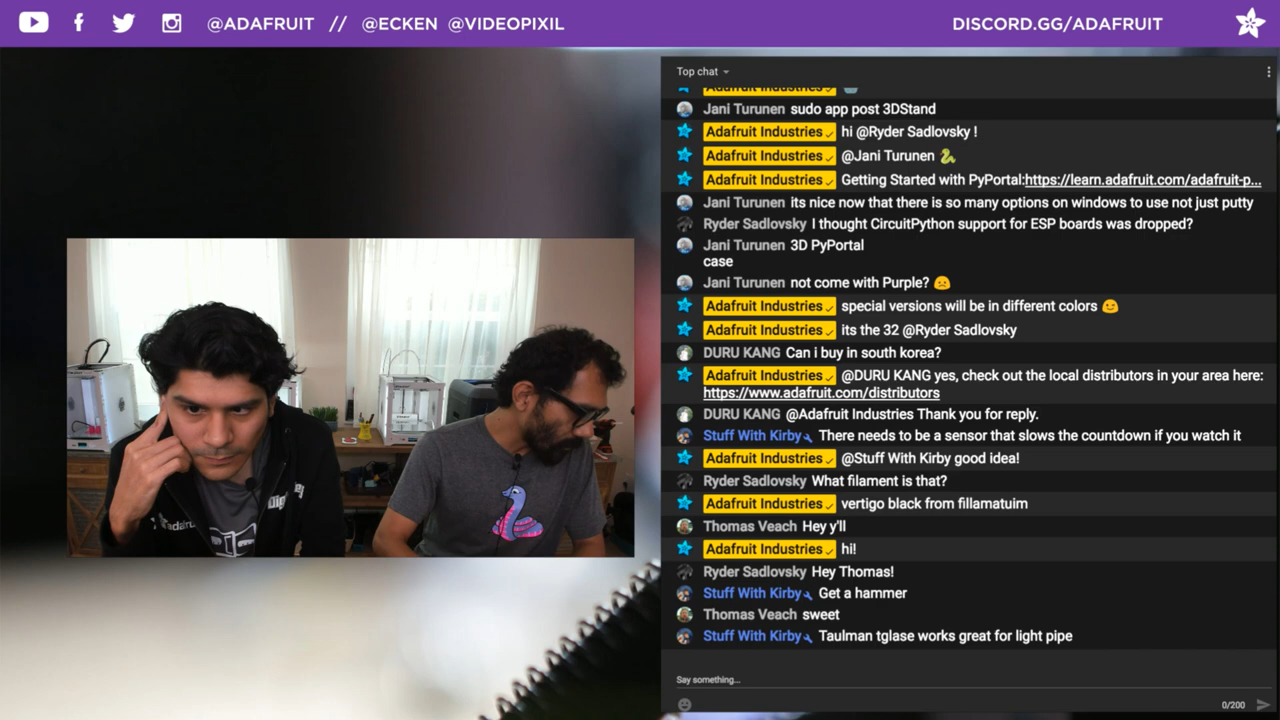 @ADAFRUIT // @ECKEN @VIDEOPIXIL
DISCORD.GG/ADAFRUIT
Top chat
Adafruit Industries
Jani Turunen sudo app post 3DStand
Adafruit Industries hi @Ryder Sadlovsky !
Adafruit Industries @Jani Turunen 🐍
Adafruit Industries Getting Started with PyPortal:https://learn.adafruit.com/adafruit-p...
Jani Turunen its nice now that there is so many options on windows to use not just putty
Ryder Sadlovsky I thought CircuitPython support for ESP boards was dropped?
Jani Turunen 3D PyPortal
case
Jani Turunen not come with Purple? 🙁
Adafruit Industries special versions will be in different colors 😉
Adafruit Industries its the 32 @Ryder Sadlovsky
DURU KANG Can i buy in south korea?
Adafruit Industries @DURU KANG yes, check out the local distributors in your area here:
https://www.adafruit.com/distributors
DURU KANG @Adafruit Industries Thank you for reply.
Stuff With Kirby There needs to be a sensor that slows the countdown if you watch it
Adafruit Industries @Stuff With Kirby good idea!
Ryder Sadlovsky What filament is that?
Adafruit Industries vertigo black from fillamatuim
Thomas Veach Hey y'll
Adafruit Industries hi!
Ryder Sadlovsky Hey Thomas!
Stuff With Kirby Get a hammer
Thomas Veach sweet
Stuff With Kirby Taulman tglase works great for light pipe
Say something...
0/200